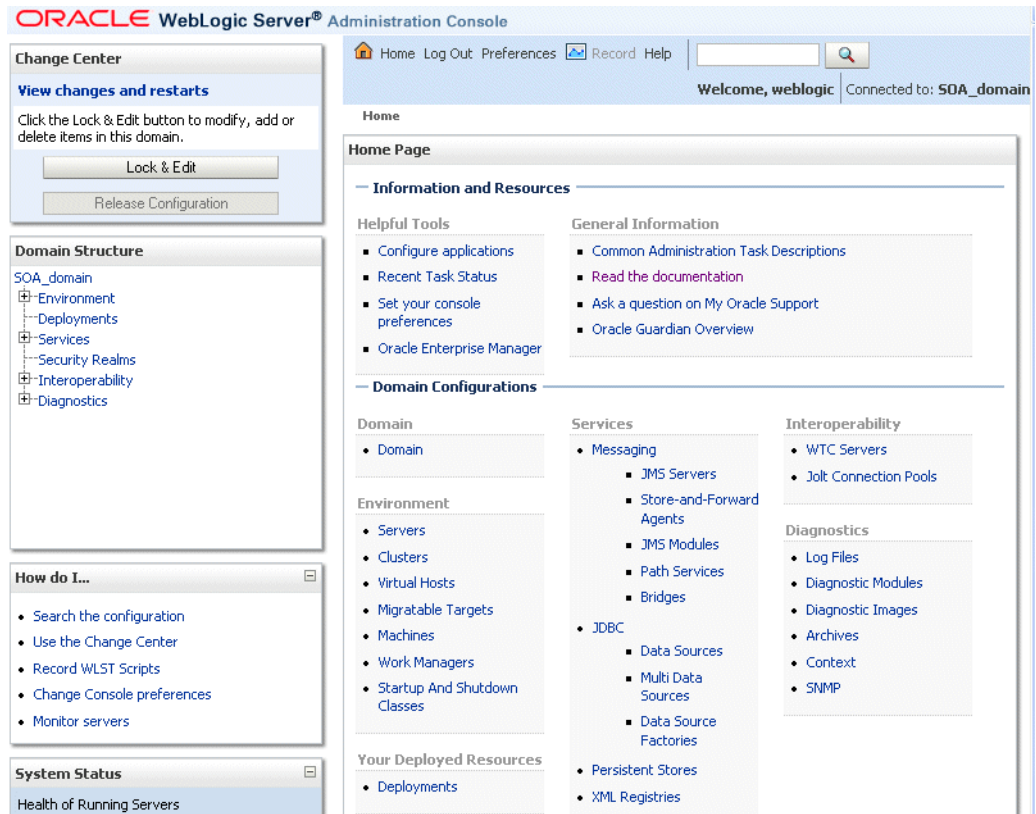 ORACLE WebLogic Server® Administration Console
Change Center
View changes and restarts
Click the Lock & Edit button to modify, add or
delete items in this domain.
Lock & Edit
Release Configuration
Domain Structure
SOA_domain
Environment
Deployments
Services
Security Realms
Interoperability
Diagnostics
How do I...
Search the configuration
Use the Change Center
Record WLST Scripts
Change Console preferences
Monitor servers
System Status
Health of Running Servers
Home Log Out Preferences Record Help
Welcome, weblogic Connected to: SOA_domain
Home
Home Page
Information and Resources
Helpful Tools
Configure applications
Recent Task Status
Set your console
preferences
Oracle Enterprise Manager
General Information
Common Administration Task Descriptions
Read the documentation
Ask a question on My Oracle Support
Oracle Guardian Overview
Domain Configurations
Domain
Domain
Environment
Servers
Clusters
Virtual Hosts
Migratable Targets
Machines
Work Managers
Startup And Shutdown
Classes
Your Deployed Resources
Deployments
Services
Messaging
JMS Servers
Store-and-Forward
Agents
JMS Modules
Path Services
Bridges
JDBC
Data Sources
Multi Data
Sources
Data Source
Factories
Persistent Stores
XML Registries
Interoperability
WTC Servers
Jolt Connection Pools
Diagnostics
Log Files
Diagnostic Modules
Diagnostic Images
Archives
Context
SNMP